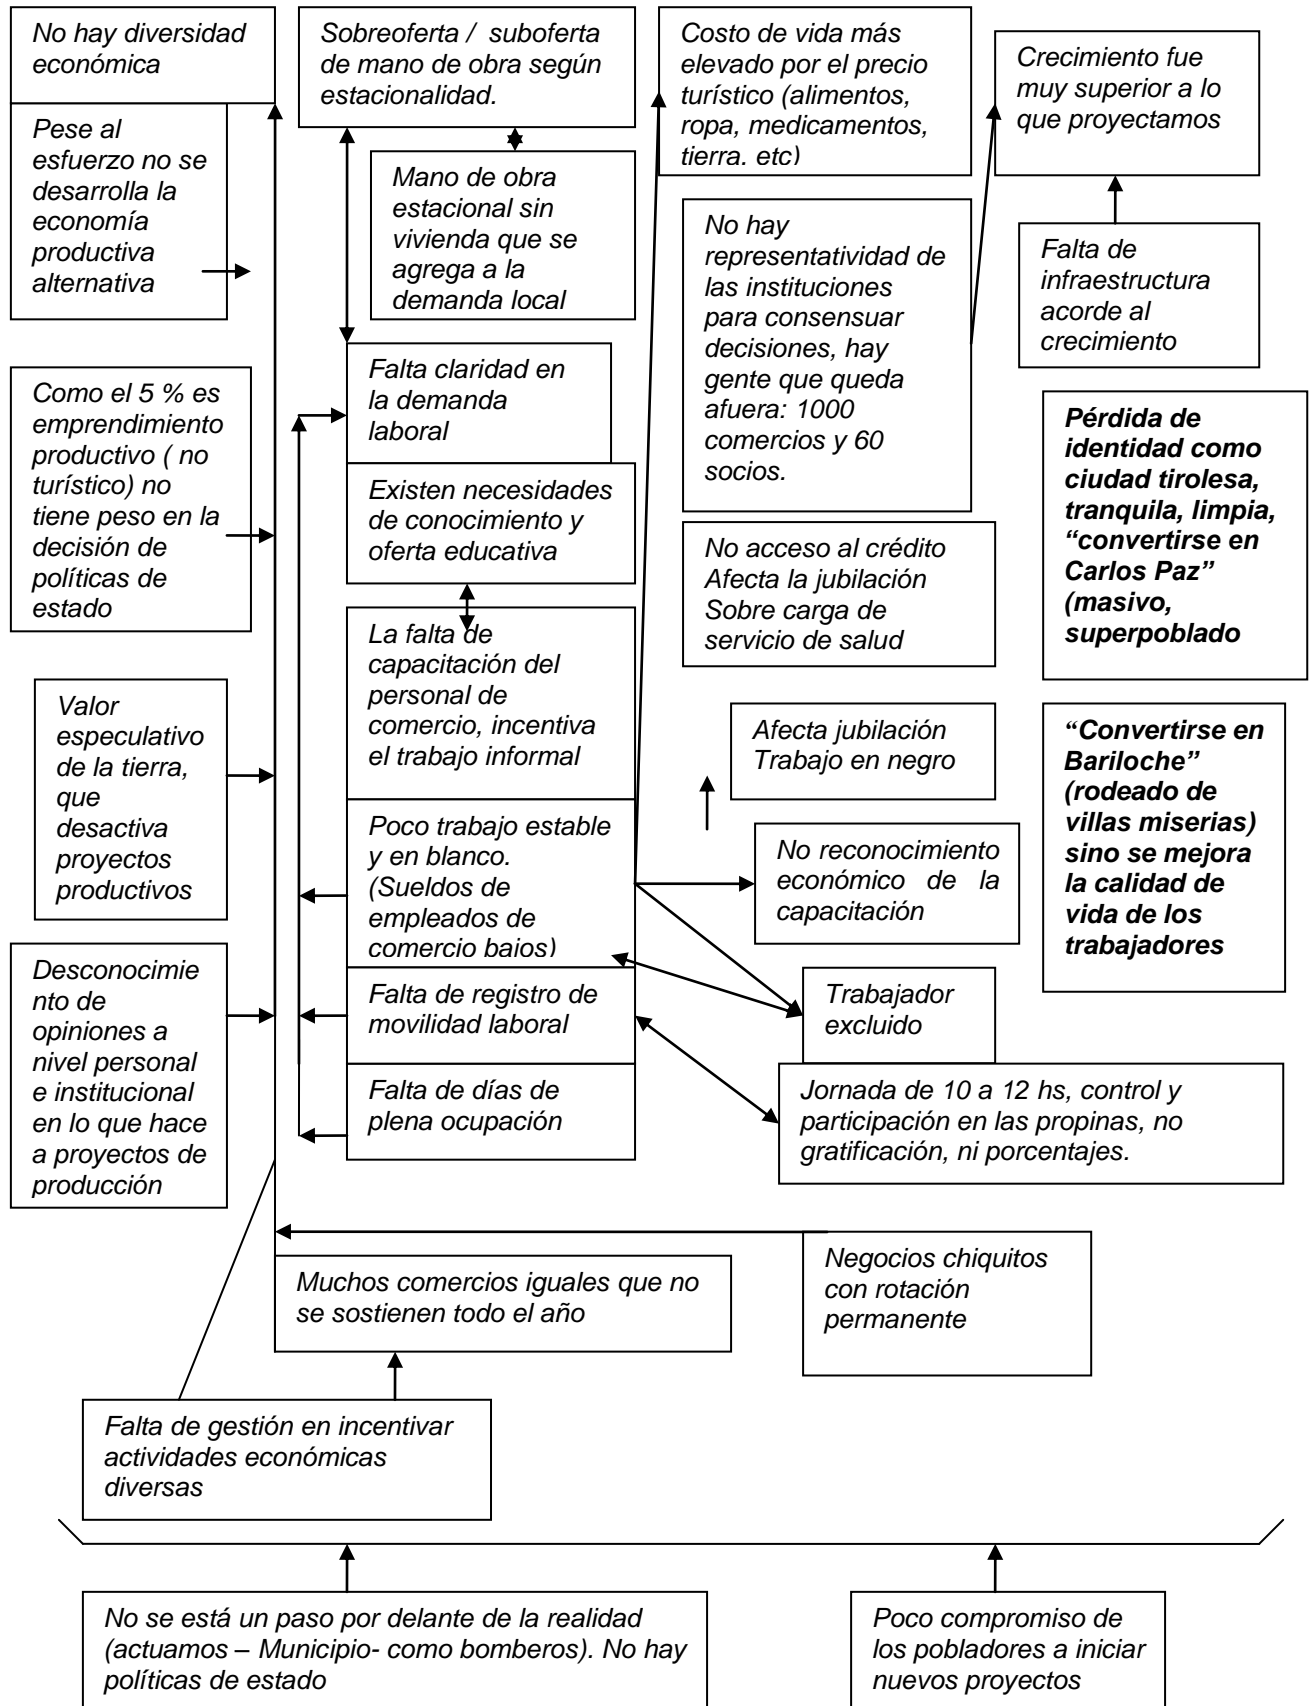 No hay diversidad
económica
Pese al
esfuerzo no se
desarrolla la
economía
productiva
alternativa
Como el 5 % es
emprendimiento
productivo ( no
turístico) no
tiene peso en la
decisión de
políticas de
estado
Valor
especulativo
de la tierra,
que
desactiva
proyectos
productivos
Desconocimie
nto de
opiniones a
nivel personal
e institucional
en lo que hace
a proyectos de
producción
Sobreoferta / suboferta
de mano de obra según
estacionalidad.
Mano de obra
estacional sin
vivienda que se
agrega a la
demanda local
Falta claridad en
la demanda
laboral
Existen necesidades
de conocimiento y
oferta educativa
La falta de
capacitación del
personal de
comercio, incentiva
el trabajo informal
Poco trabajo estable
y en blanco.
(Sueldos de
empleados de
comercio bajos)
Falta de registro de
movilidad laboral
Falta de días de
plena ocupación
Costo de vida más
elevado por el precio
turístico (alimentos,
ropa, medicamentos,
tierra. etc)
No hay
representatividad de
las instituciones
para consensuar
decisiones, hay
gente que queda
afuera: 1000
comercios y 60
socios.
No acceso al crédito
Afecta la jubilación
Sobre carga de
servicio de salud
Afecta jubilación
Trabajo en negro
No reconocimiento
económico de la
capacitación
Trabajador
excluido
Jornada de 10 a 12 hs, control y
participación en las propinas, no
gratificación, ni porcentajes.
Crecimiento fue
muy superior a lo
que proyectamos
Falta de
infraestructura
acorde al
crecimiento
Pérdida de
identidad como
ciudad tirolesa,
tranquila, limpia,
“convertirse en
Carlos Paz”
(masivo,
superpoblado
“Convertirse en
Bariloche”
(rodeado de
villas miserias)
sino se mejora
la calidad de
vida de los
trabajadores
Muchos comercios iguales que no
se sostienen todo el año
Negocios chiquitos
con rotación
permanente
Falta de gestión en incentivar
actividades económicas
diversas
No se está un paso por delante de la realidad
(actuamos – Municipio- como bomberos). No hay
políticas de estado
Poco compromiso de
los pobladores a iniciar
nuevos proyectos